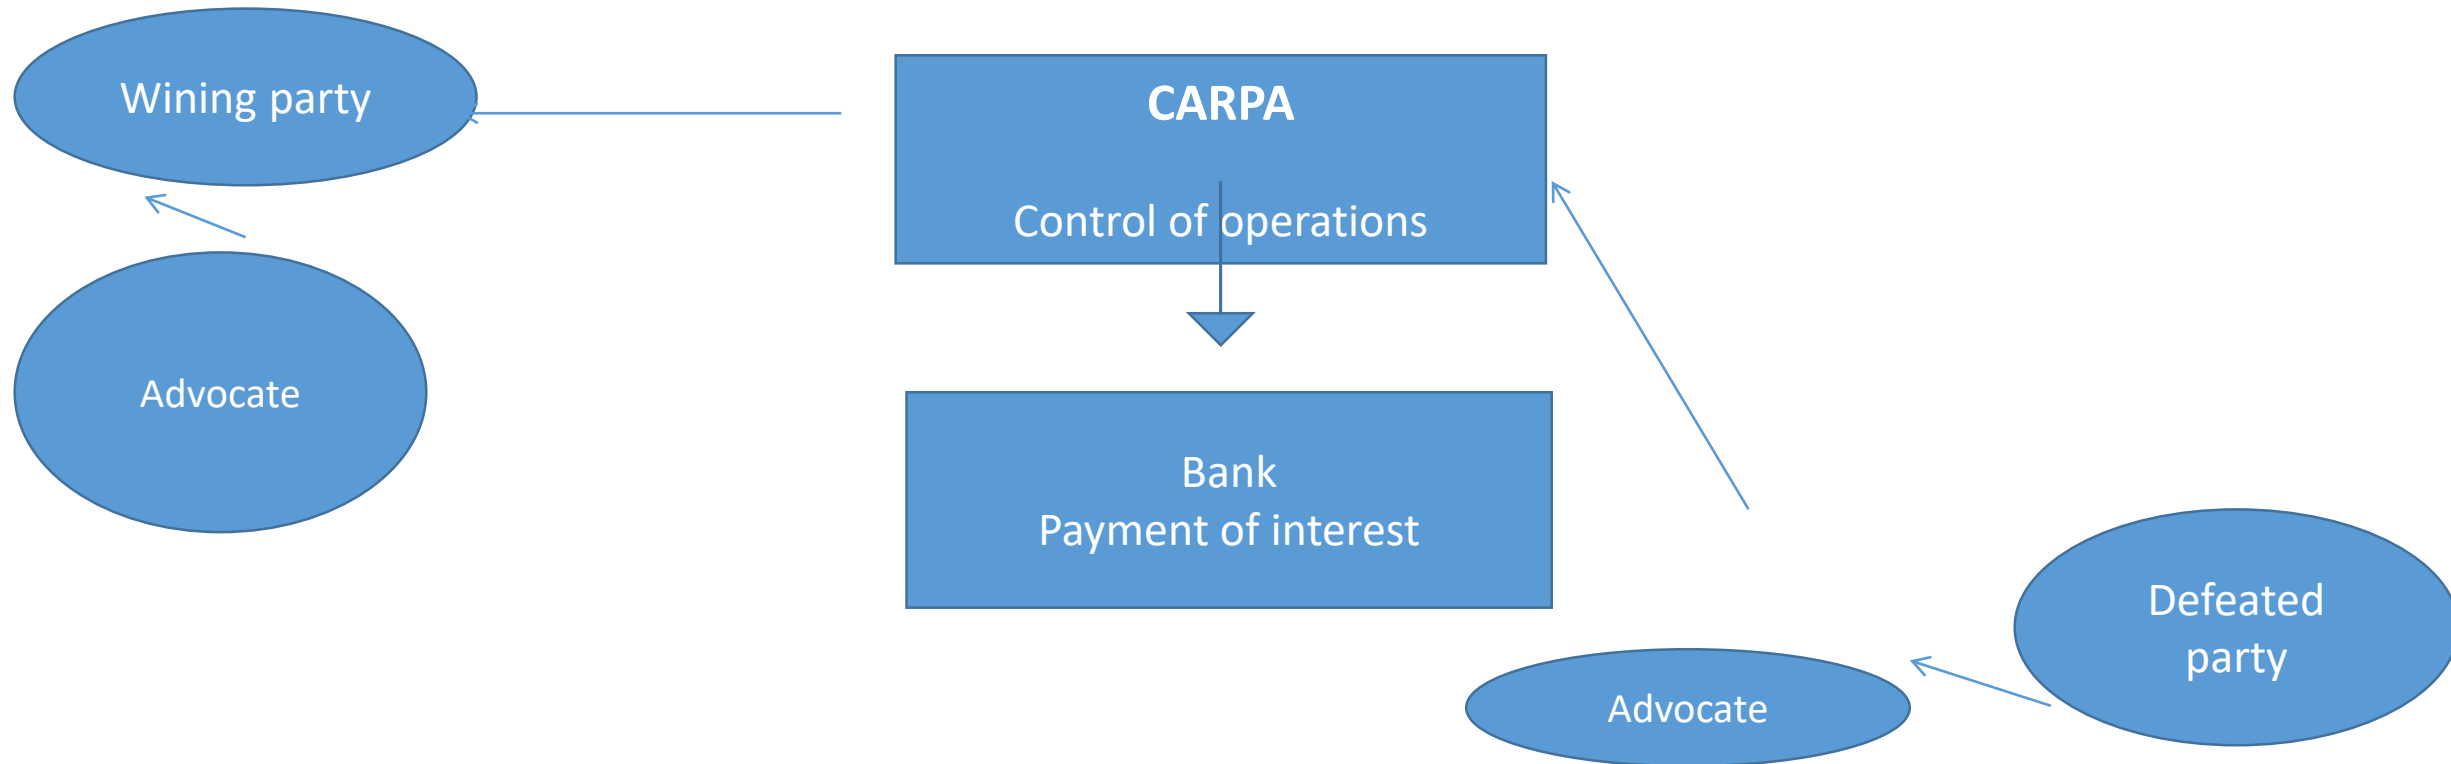 Wining party
CARPA
Control of operations
Advocate
Bank
Payment of interest
Defeated
party
Advocate